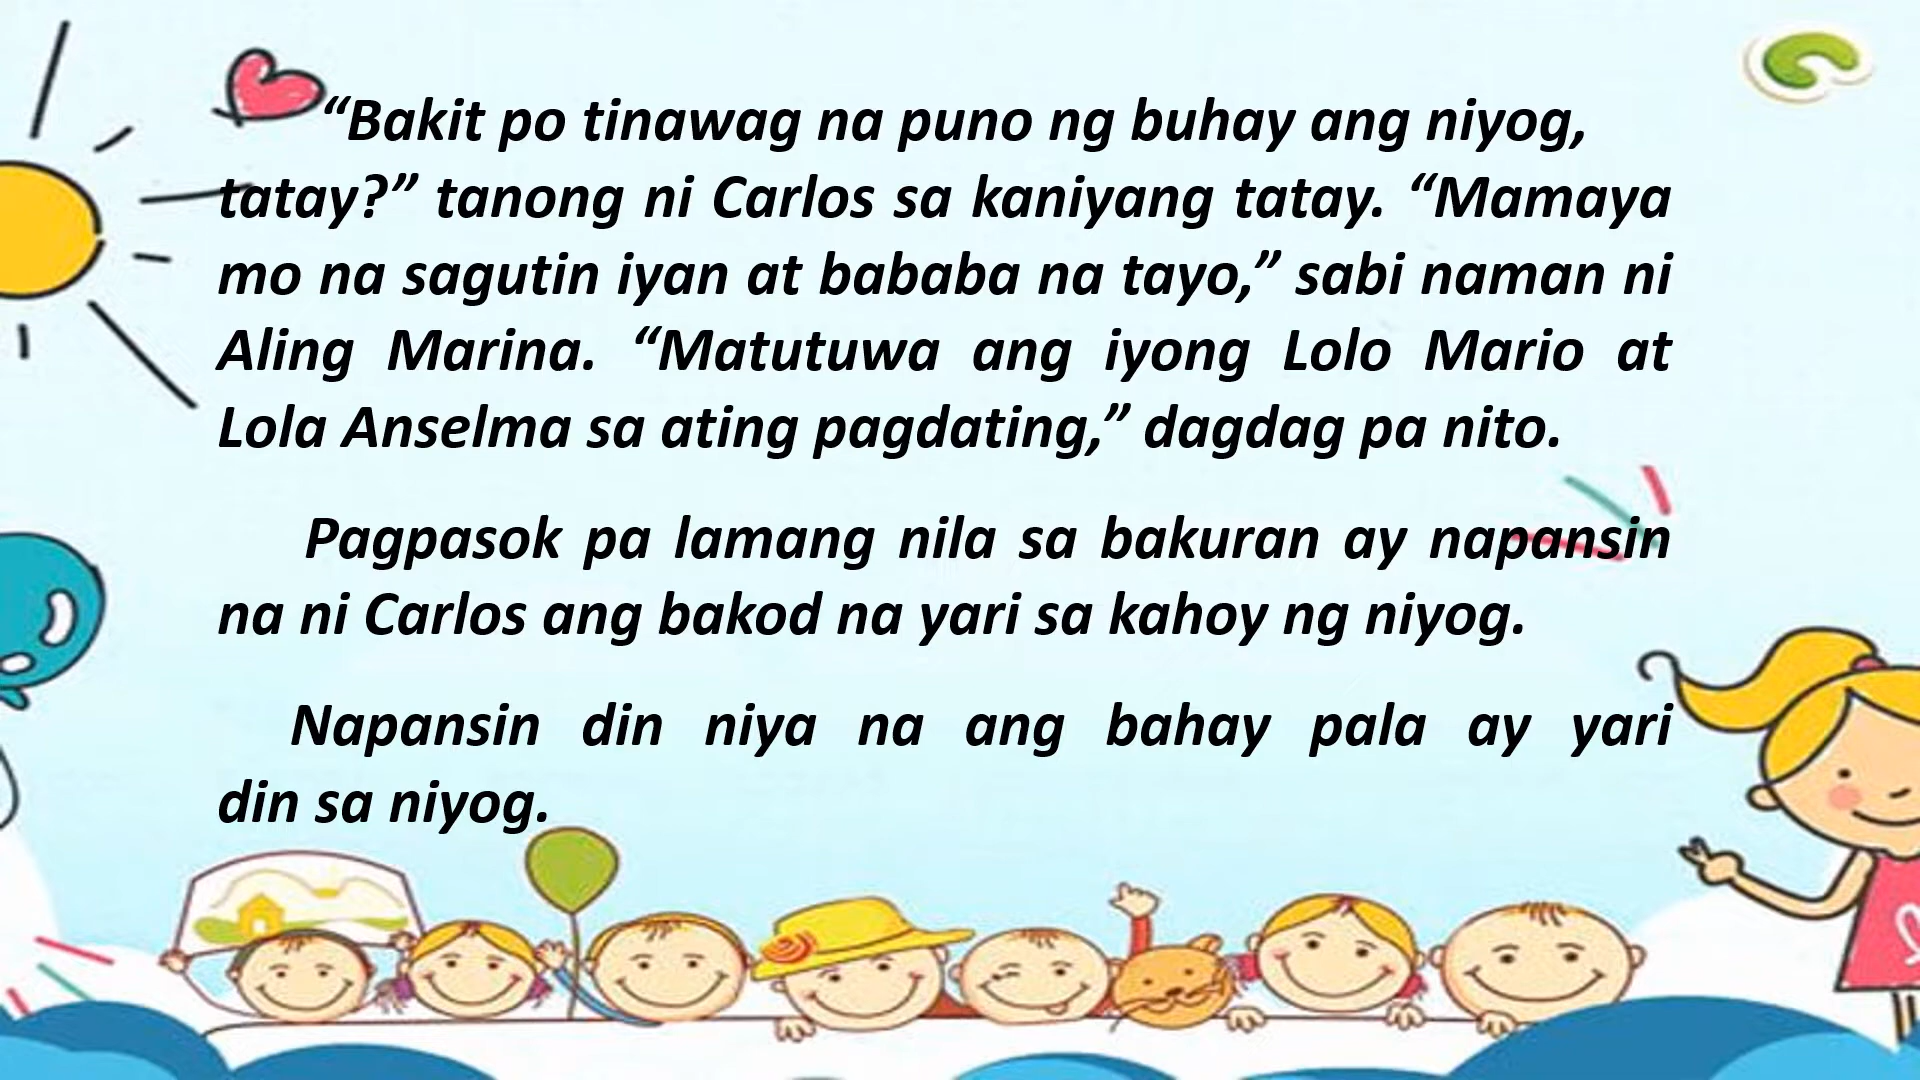 “Bakit po tinawag na puno ng buhay ang niyog,
tatay?” tanong ni Carlos sa kaniyang tatay. “Mamaya
mo na sagutin iyan at bababa na tayo,” sabi naman ni
Aling Marina. “Matutuwa ang iyong Lolo Mario at
Lola Anselma sa ating pagdating,” dagdag pa nito.
Pagpasok pa lamang nila sa bakuran ay napansin
na ni Carlos ang bakod na yari sa kahoy ng niyog.
Napansin din niya na ang bahay pala ay yari
din sa niyog.